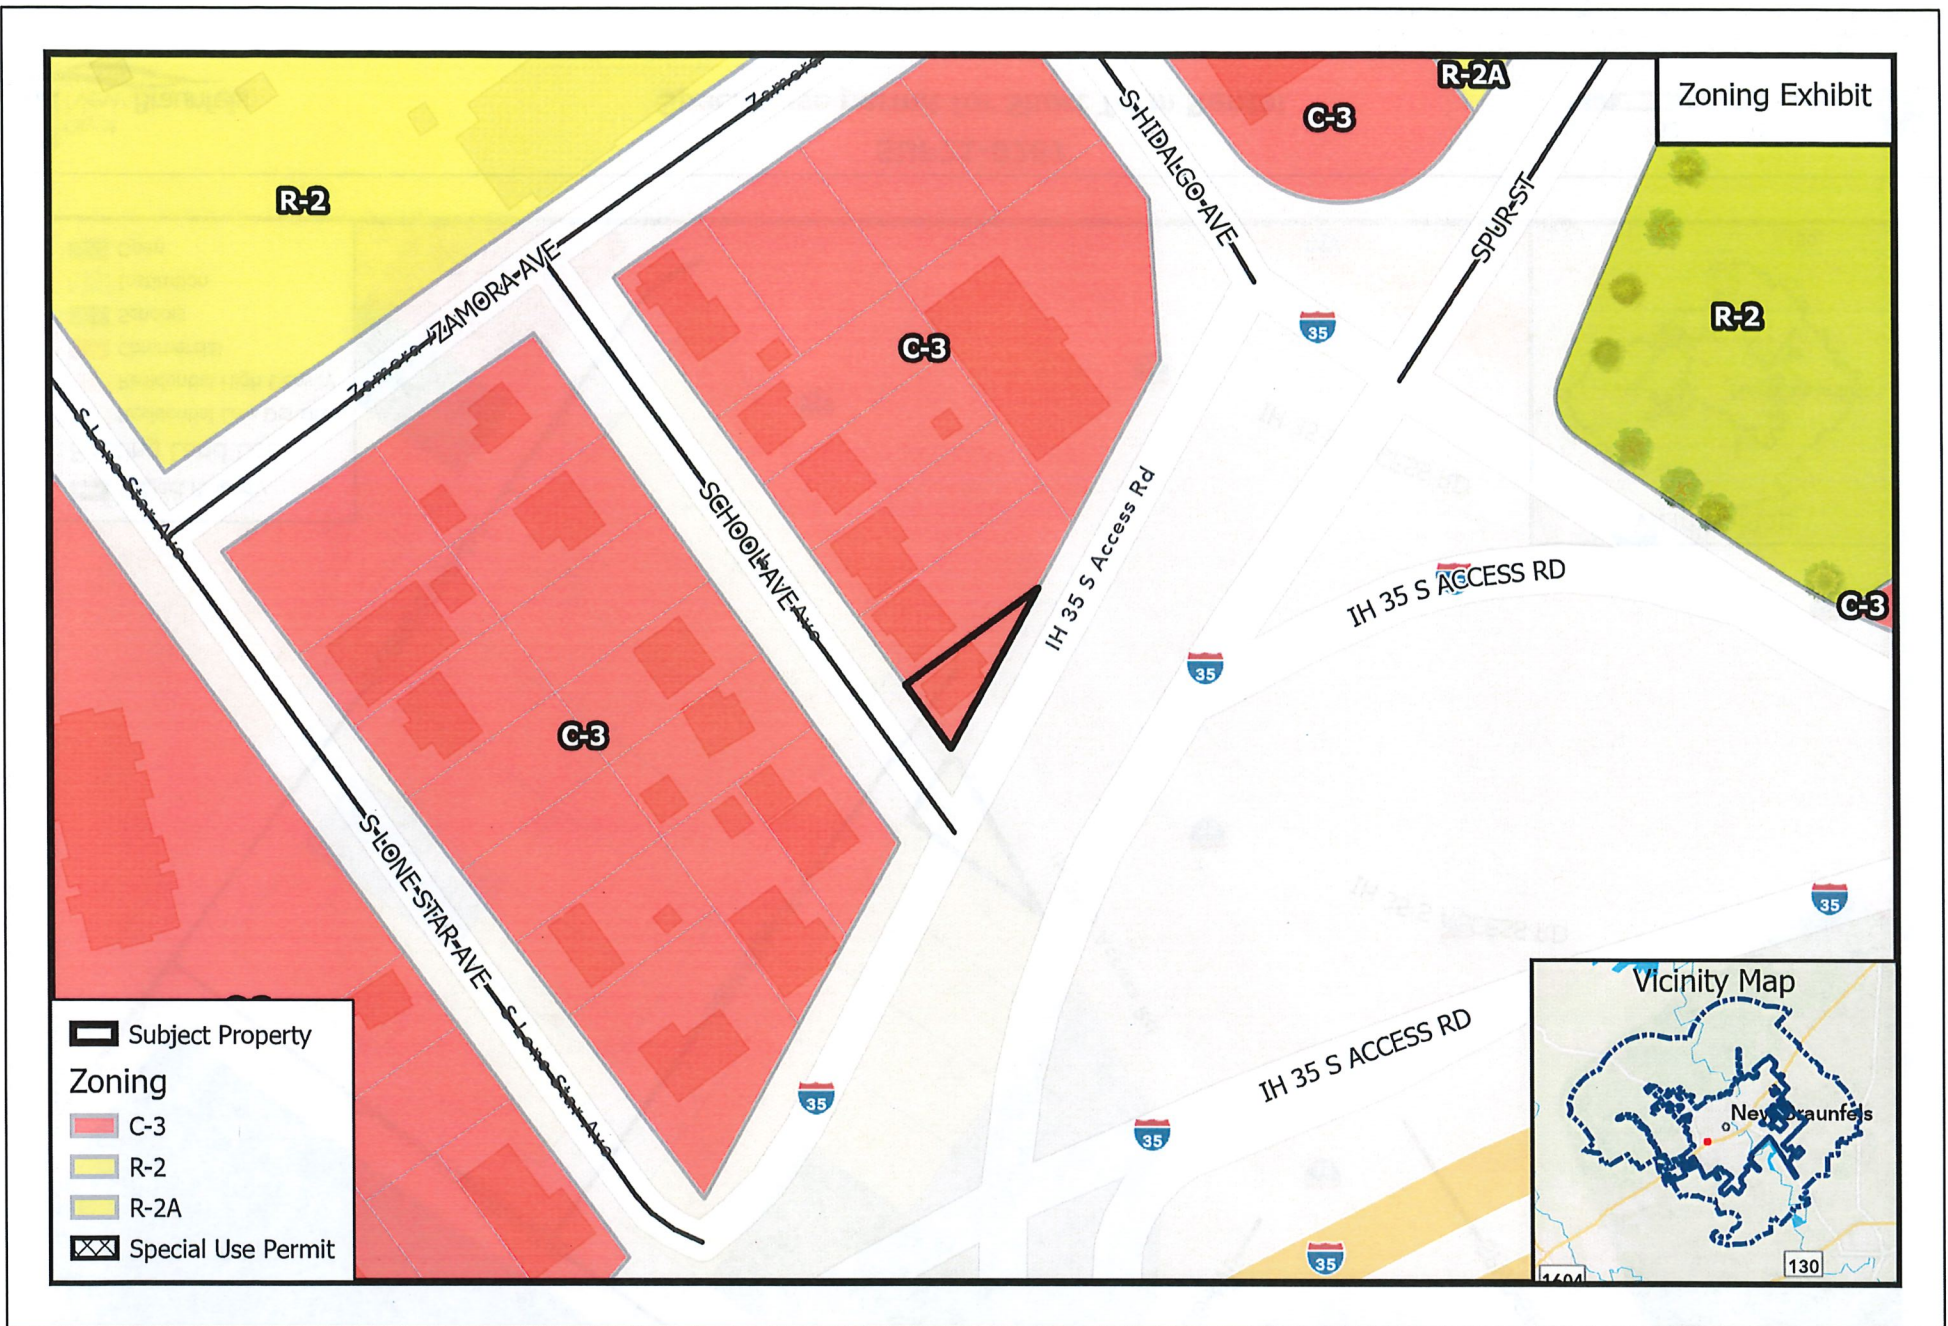 Zoning Exhibit
R-2A
C-3
Zamora
S-HIDALGO-AVE
SPUR-ST
R-2
ZAMORA-AVE
Zamora
C-3
R-2
35
S Lone Star Ave
SCHOOL-AVE
Ave
IH 35 S Access Rd
IH 35 S ACCESS RD
C-3
35
C-3
S-LONE-STAR-AVE
35
S Lone Star Ave
IH 35 S ACCESS RD
35
35
35
Subject Property
Zoning
C-3
R-2
R-2A
Special Use Permit
Vicinity Map
New Braunfels
130
1604